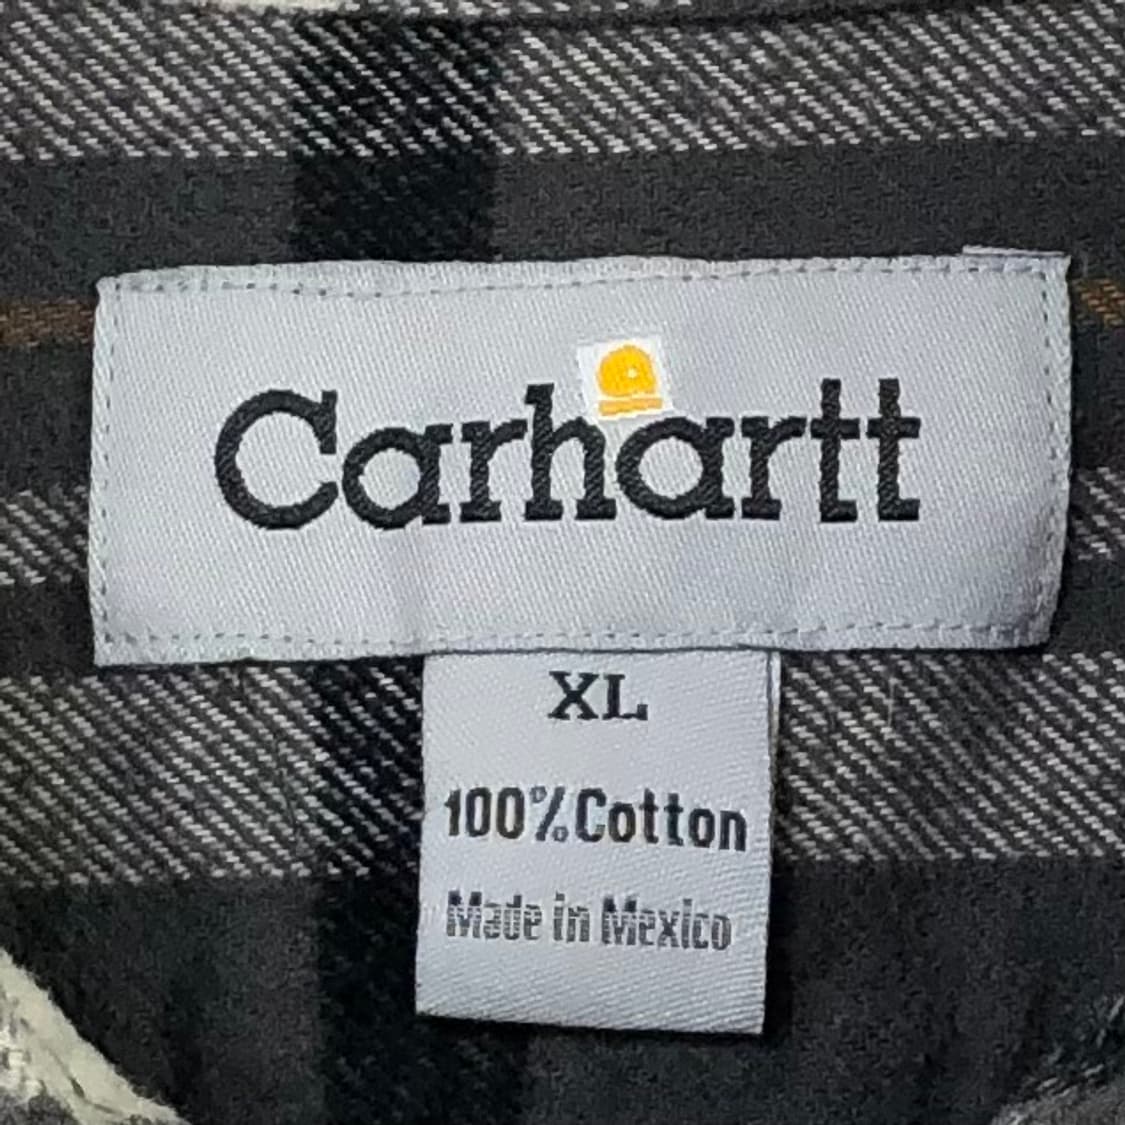 Carhartt
XL
100% Cotton
Made in Mexico